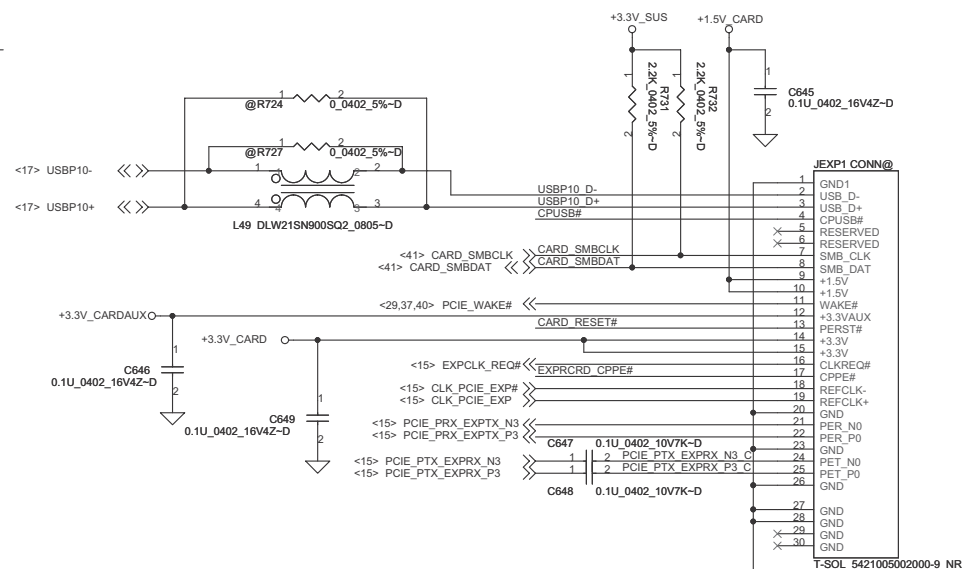 +3.3V_SUS
+1.5V_CARD
1
2
@R724
0_0402_5%~D
1
2
@R727
0_0402_5%~D
1
2
2.2K_0402_5%~D
R731
1
2
2.2K_0402_5%~D
R732
1
2
C645
0.1U_0402_16V4Z~D
<17> USBP10-
1
1
2
2
<17> USBP10+
4
4
3
3
L49 DLW21SN900SQ2_0805~D
USBP10_D-
USBP10_D+
CPUSB#
<41> CARD_SMBCLK
CARD_SMBCLK
<41> CARD_SMBDAT
CARD_SMBDAT
<29,37,40> PCIE_WAKE#
+3.3V_CARDAUX
CARD_RESET#
+3.3V_CARD
1
2
C646
0.1U_0402_16V4Z~D
1
2
C649
0.1U_0402_16V4Z~D
<15> EXPCLK_REQ#
EXPRCRD_CPPE#
<15> CLK_PCIE_EXP#
<15> CLK_PCIE_EXP
<15> PCIE_PRX_EXPTX_N3
<15> PCIE_PRX_EXPTX_P3
C647
0.1U_0402_10V7K~D
<15> PCIE_PTX_EXPRX_N3
1
2
PCIE_PTX_EXPRX_N3_C
<15> PCIE_PTX_EXPRX_P3
1
2
PCIE_PTX_EXPRX_P3_C
C648
0.1U_0402_10V7K~D
JEXP1 CONN@
1 GND1
2 USB_D-
3 USB_D+
4 CPUSB#
5 RESERVED
6 RESERVED
7 SMB_CLK
8 SMB_DAT
9 +1.5V
10 +1.5V
11 WAKE#
12 +3.3VAUX
13 PERST#
14 +3.3V
15 +3.3V
16 CLKREQ#
17 CPPE#
18 REFCLK-
19 REFCLK+
20 GND
21 PER_N0
22 PER_P0
23 GND
24 PET_N0
25 PET_P0
26 GND
27 GND
28 GND
29 GND
30 GND
T-SOL_5421005002000-9_NR